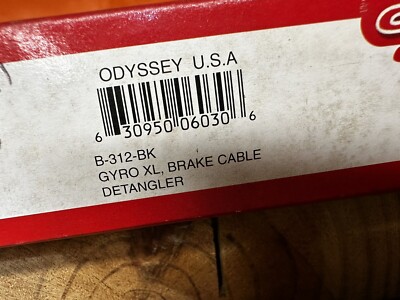 ODYSSEY U.S.A
6 30950 06030 6
B-312-BK
GYRO XL, BRAKE CABLE
DETANGLER